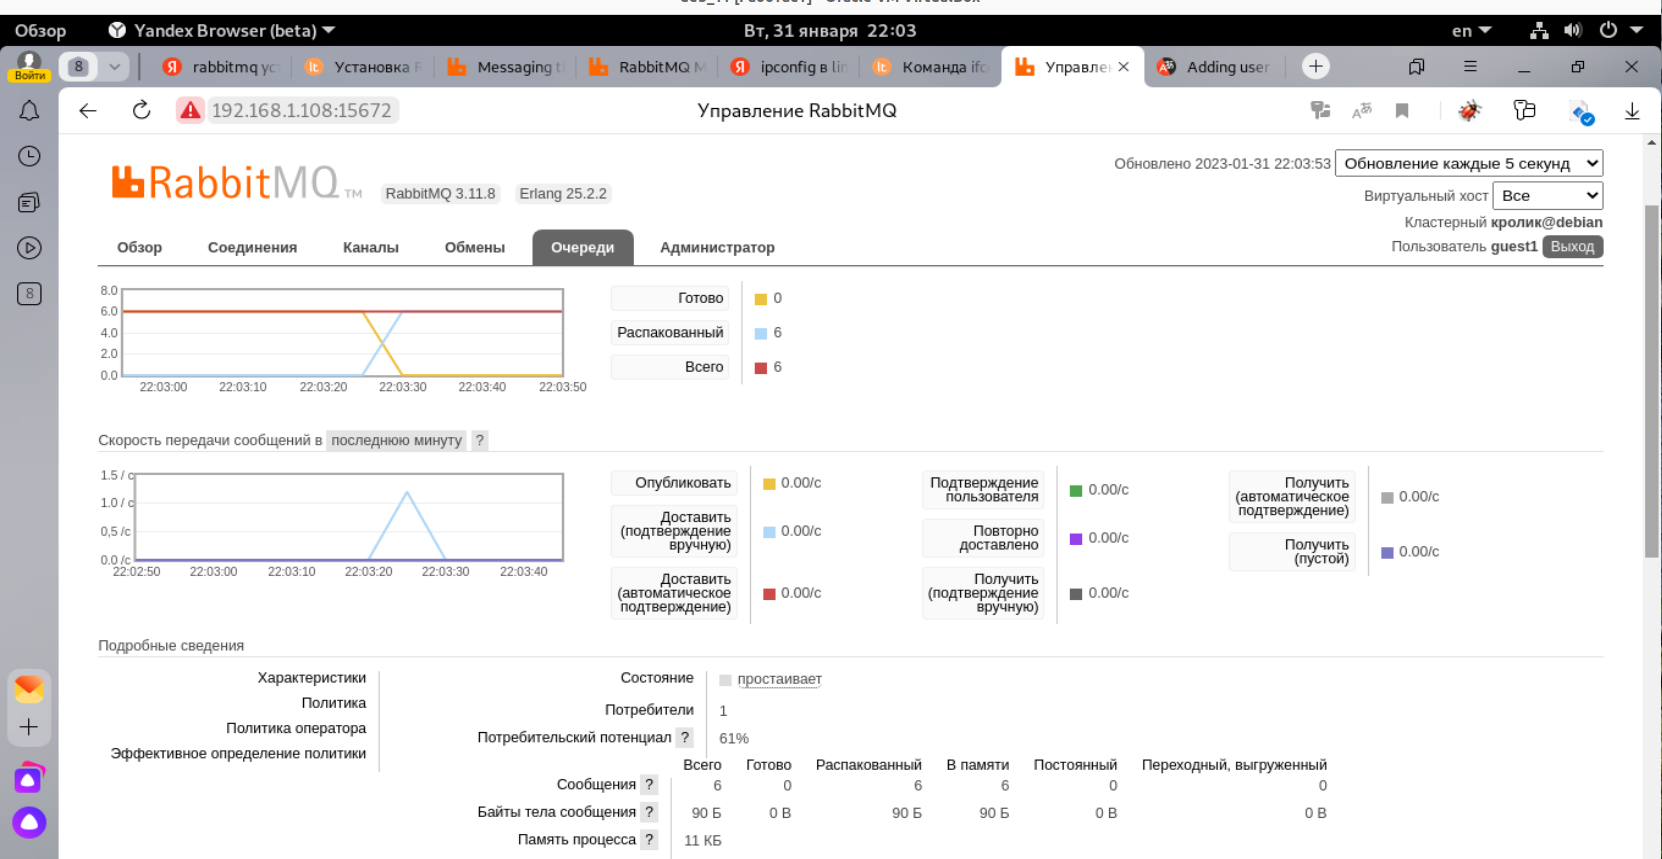 Обзор Yandex Browser (beta) Вт, 31 января 22:03 en
Войти 8 rabbitmq ус Установка R Messaging t RabbitMQ M ipconfig в lin Команда ifc Управлен Adding user
192.168.1.108:15672 Управление RabbitMQ
8
RabbitMQ TM RabbitMQ 3.11.8 Erlang 25.2.2
Обновлено 2023-01-31 22:03:53 Обновление каждые 5 секунд
Виртуальный хост Все
Кластерный кролик@debian
Пользователь guest1 Выход
Обзор Соединения Каналы Обмены Очереди Администратор
8.0
6.0
4.0
2.0
0.0
22:03:00 22:03:10 22:03:20 22:03:30 22:03:40 22:03:50
Готово 0
Распакованный 6
Всего 6
Скорость передачи сообщений в последнюю минуту ?
1.5 / с
1.0 / с
0,5 /с
0.0 /с
22:02:50 22:03:00 22:03:10 22:03:20 22:03:30 22:03:40
Опубликовать 0.00/с
Доставить
(подтверждение
вручную) 0.00/с
Доставить
(автоматическое
подтверждение) 0.00/с
Подтверждение
пользователя 0.00/с
Повторно
доставлено 0.00/с
Получить
(подтверждение
вручную) 0.00/с
Получить
(автоматическое
подтверждение) 0.00/с
Получить
(пустой) 0.00/с
Подробные сведения
Характеристики
Политика
Политика оператора
Эффективное определение политики
Состояние простаивает
Потребители 1
Потребительский потенциал ? 61%
Всего Готово Распакованный В памяти Постоянный Переходный, выгруженный
Сообщения ? 6 0 6 6 0 0
Байты тела сообщения ? 90 Б 0 В 90 Б 90 Б 0 В 0 В
Память процесса ? 11 КБ